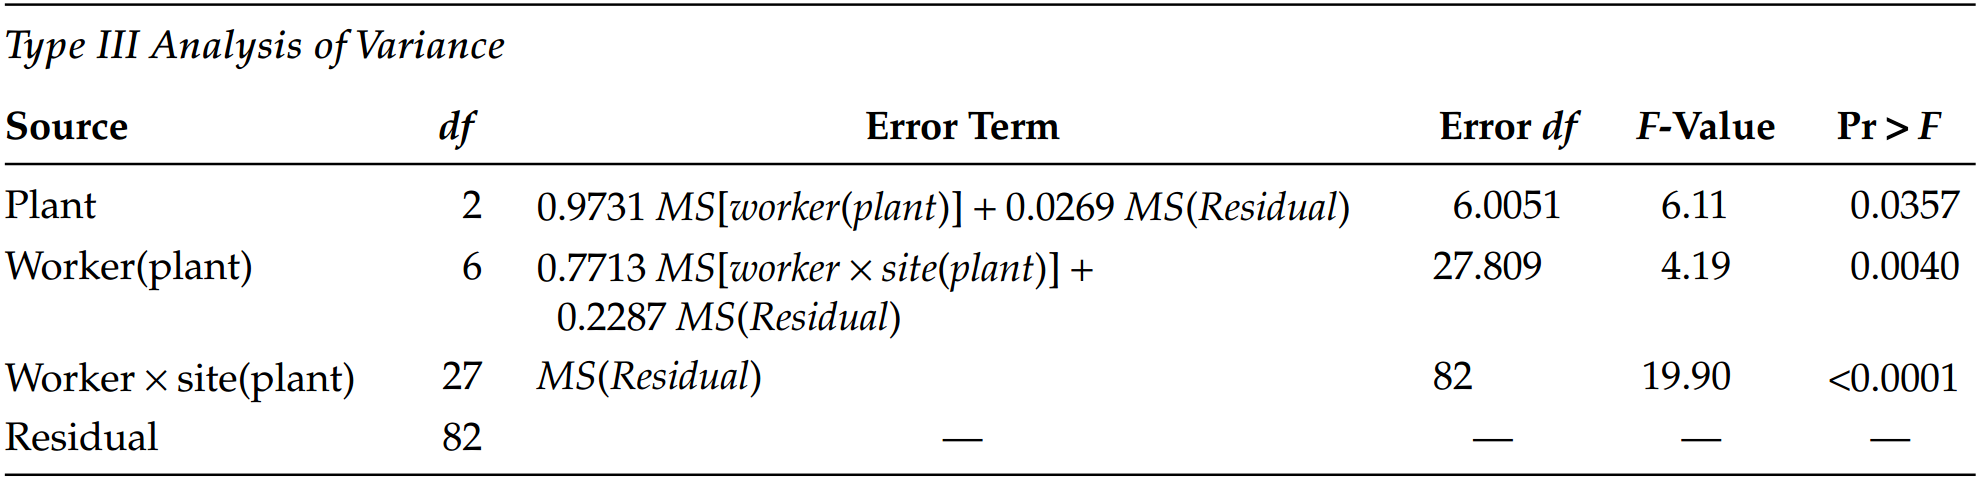 Type III Analysis of Variance
Source df Error Term Error df F-Value Pr > F
Plant 2 0.9731 MS[worker(plant)] + 0.0269 MS(Residual) 6.0051 6.11 0.0357
Worker(plant) 6 0.7713 MS[worker × site(plant)] + 27.809 4.19 0.0040
0.2287 MS(Residual)
Worker × site(plant) 27 MS(Residual) 82 19.90 <0.0001
Residual 82 — — — —